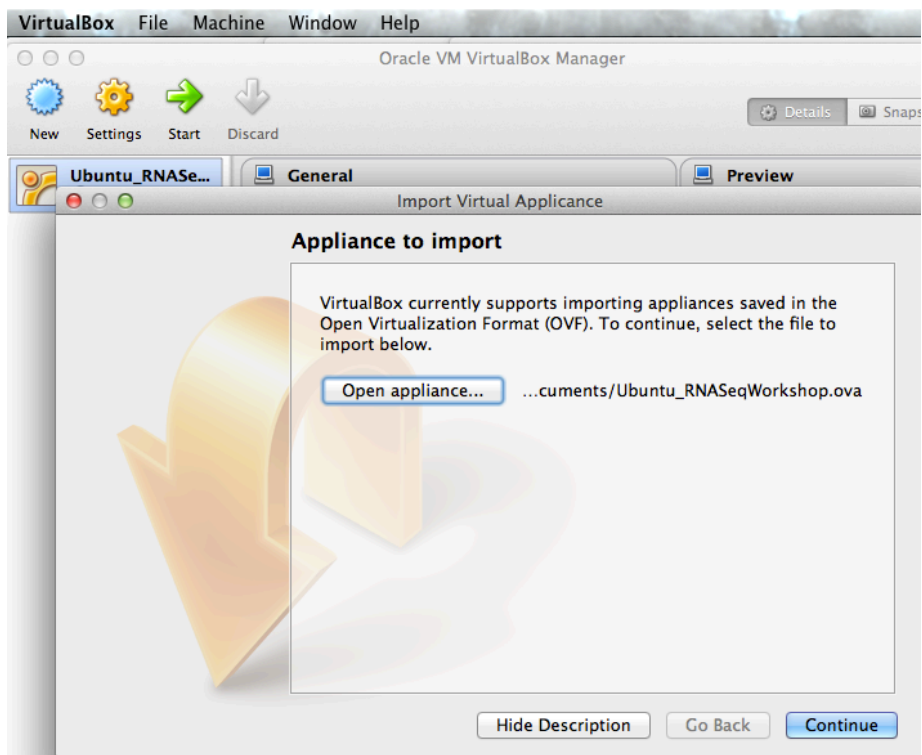 VirtualBox File Machine Window Help
Oracle VM VirtualBox Manager
New Settings Start Discard
Details Snaps
Ubuntu_RNASe... General Preview
Import Virtual Applicance
Appliance to import
VirtualBox currently supports importing appliances saved in the
Open Virtualization Format (OVF). To continue, select the file to
import below.
Open appliance... ...cuments/Ubuntu_RNASeqWorkshop.ova
Hide Description Go Back Continue